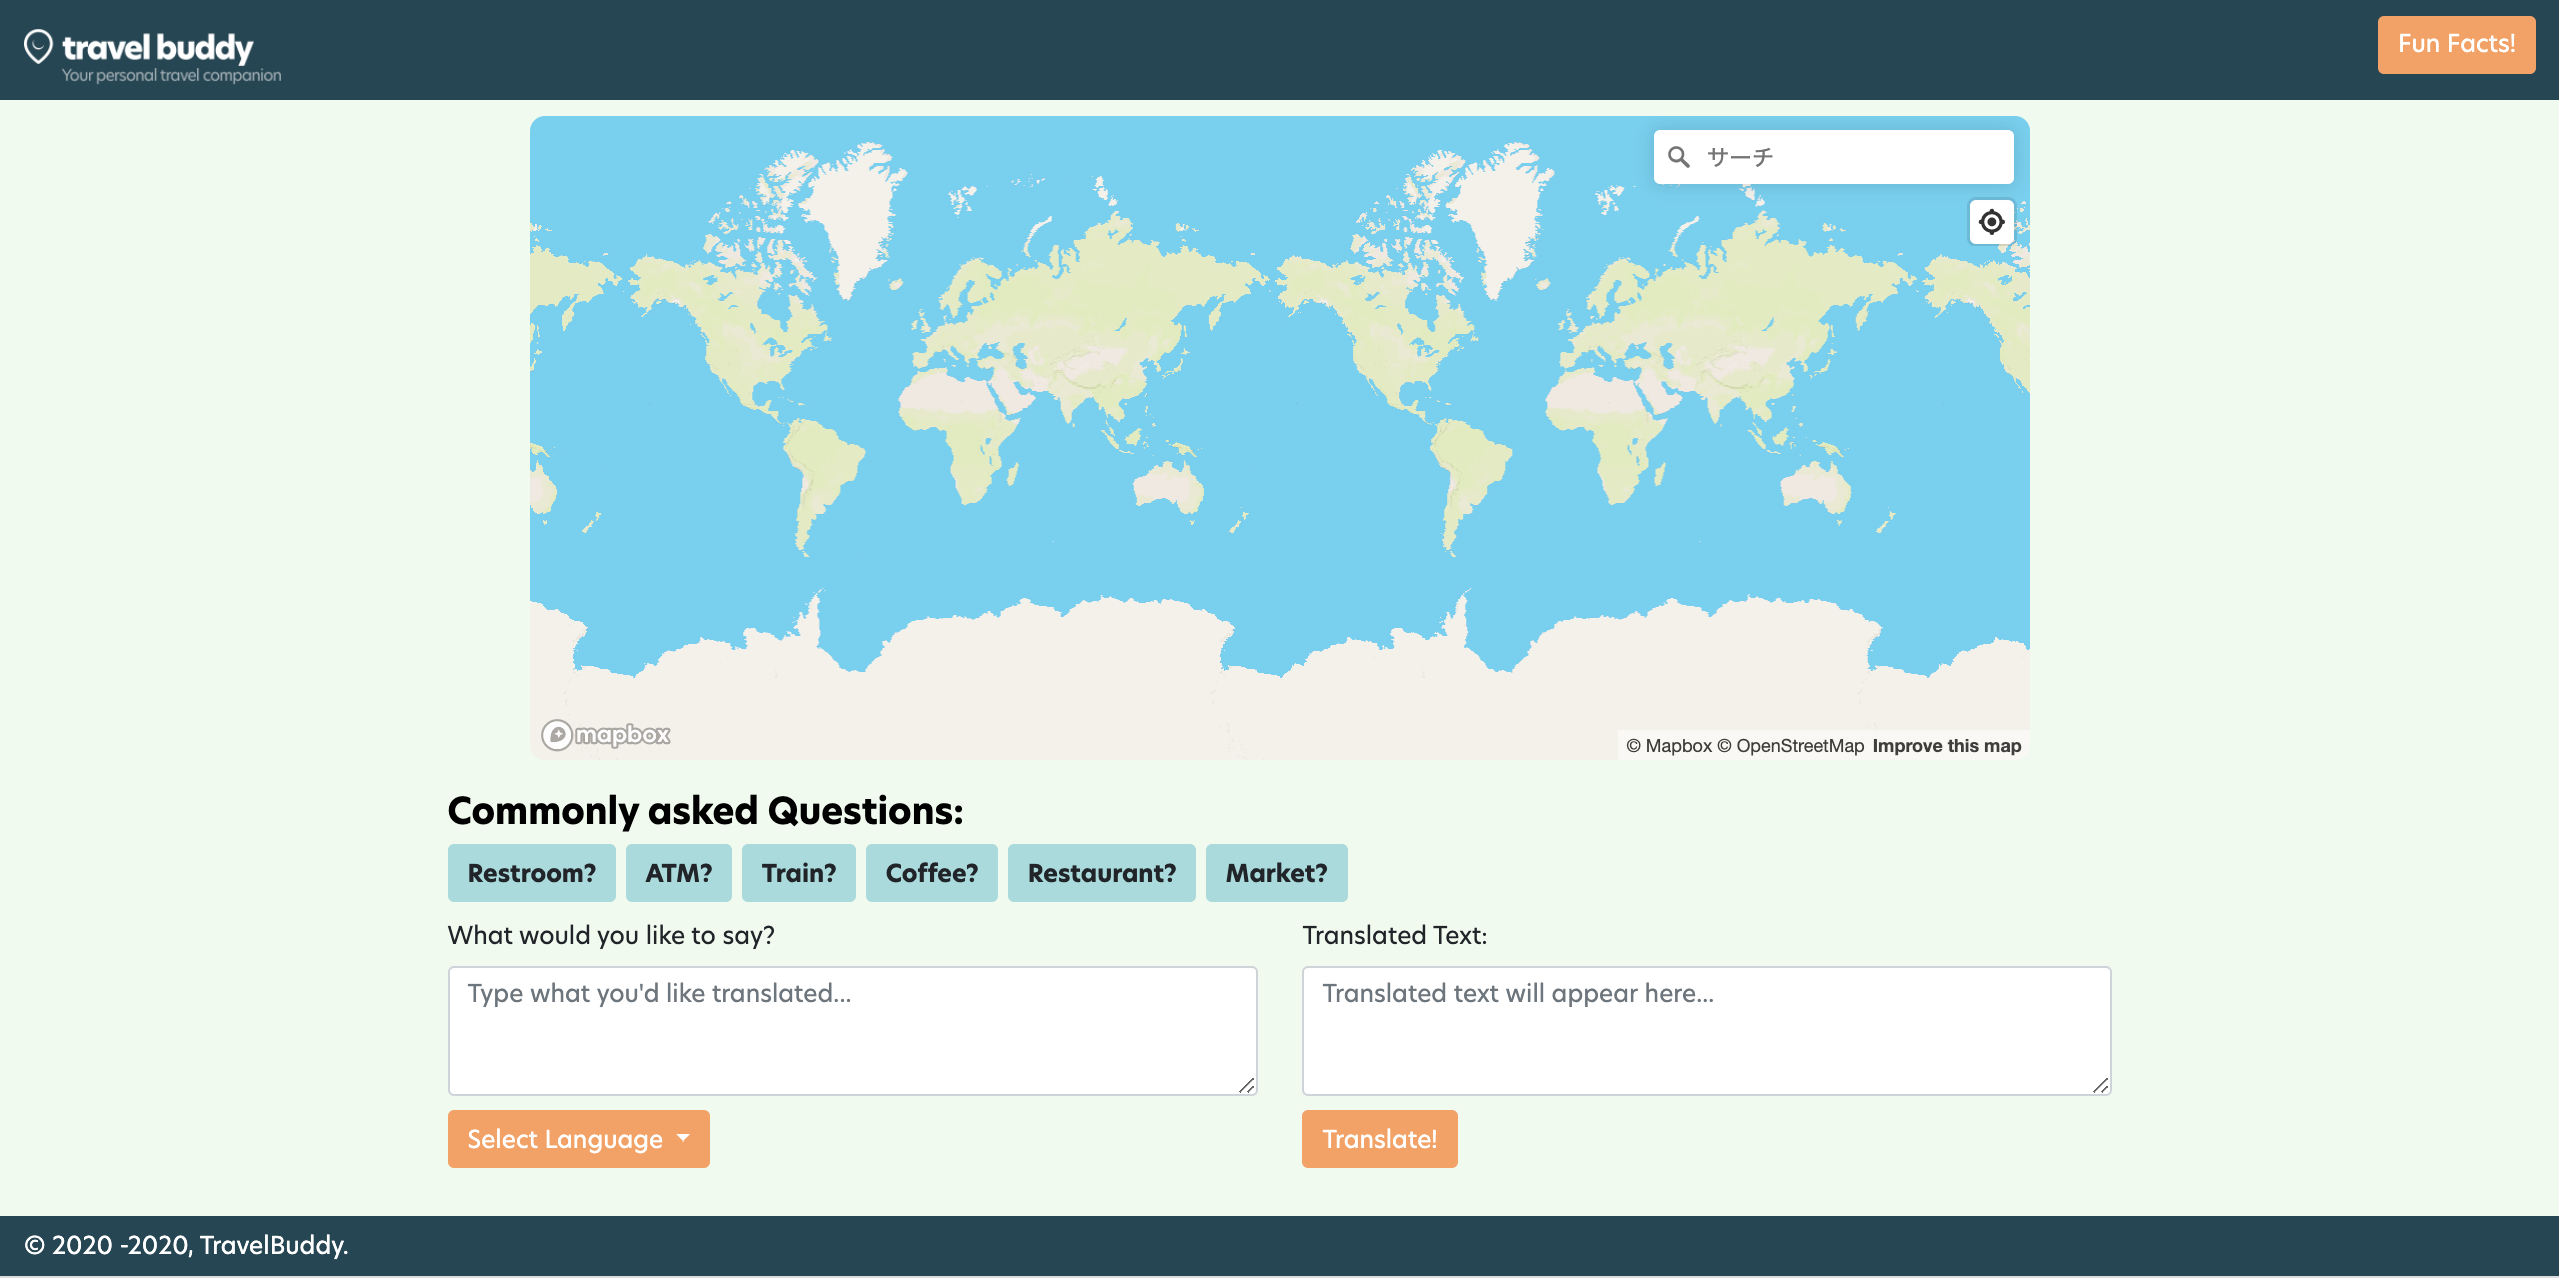 travel buddy
Your personal travel companion
Fun Facts!
サーチ
mapbox
© Mapbox © OpenStreetMap Improve this map
Commonly asked Questions:
Restroom? ATM? Train? Coffee? Restaurant? Market?
What would you like to say?
Translated Text:
Type what you'd like translated...
Translated text will appear here...
Select Language
Translate!
© 2020 -2020, TravelBuddy.